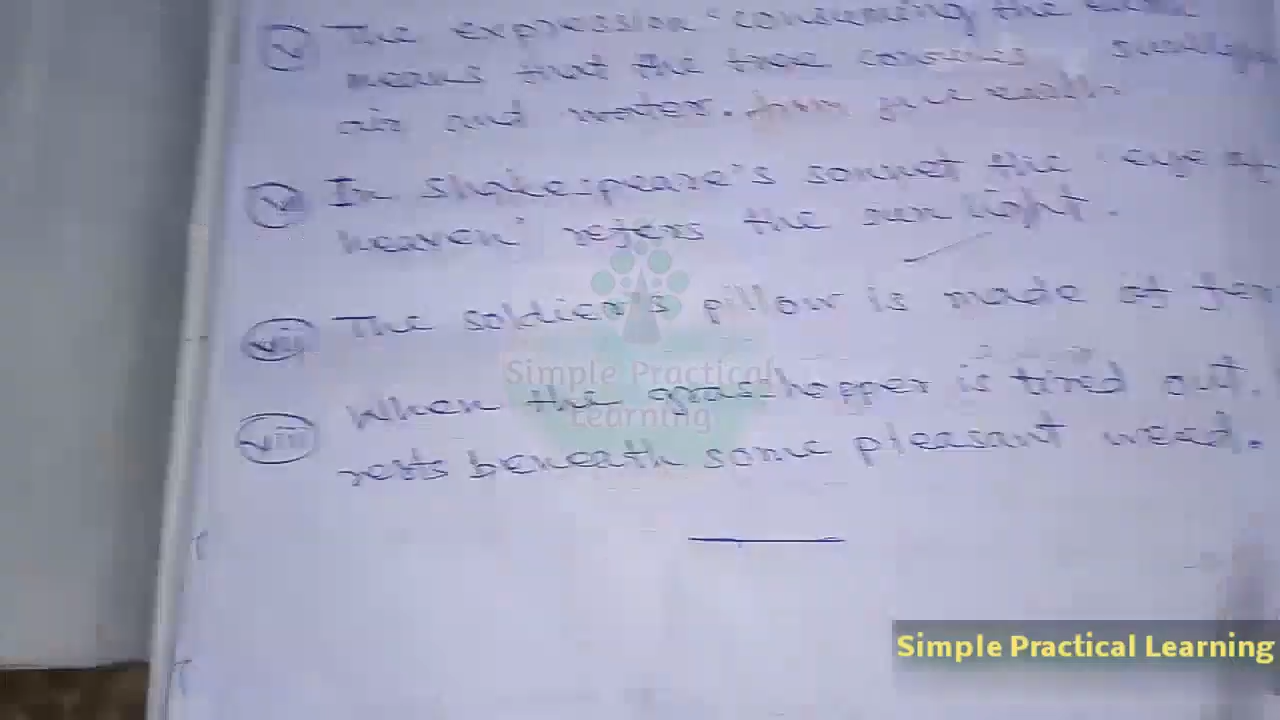 (v) The expression 'consuming the
means that the tree consumes
air and water. from
(v) In Shakespeare's sonnet the 'eye of
heaven' refers the sun light.
(vii) The soldier's pillow is made of
(viii) When the grasshopper is tired out.
rests beneath some pleasant weed.
Simple Practical
Learning
Simple Practical Learning